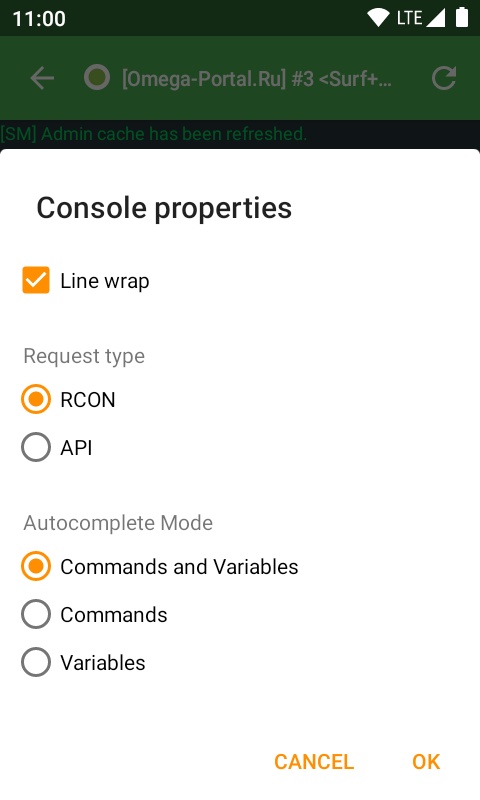 11:00
LTE
[Omega-Portal.Ru] #3 <Surf+...
[SM] Admin cache has been refreshed.
Console properties
Line wrap
Request type
RCON
API
Autocomplete Mode
Commands and Variables
Commands
Variables
CANCEL OK